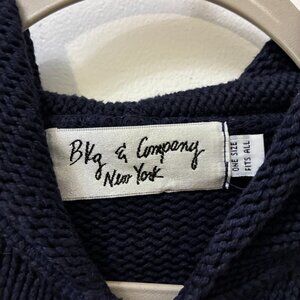 Bkg & Company
New York
ONE SIZE
FITS ALL